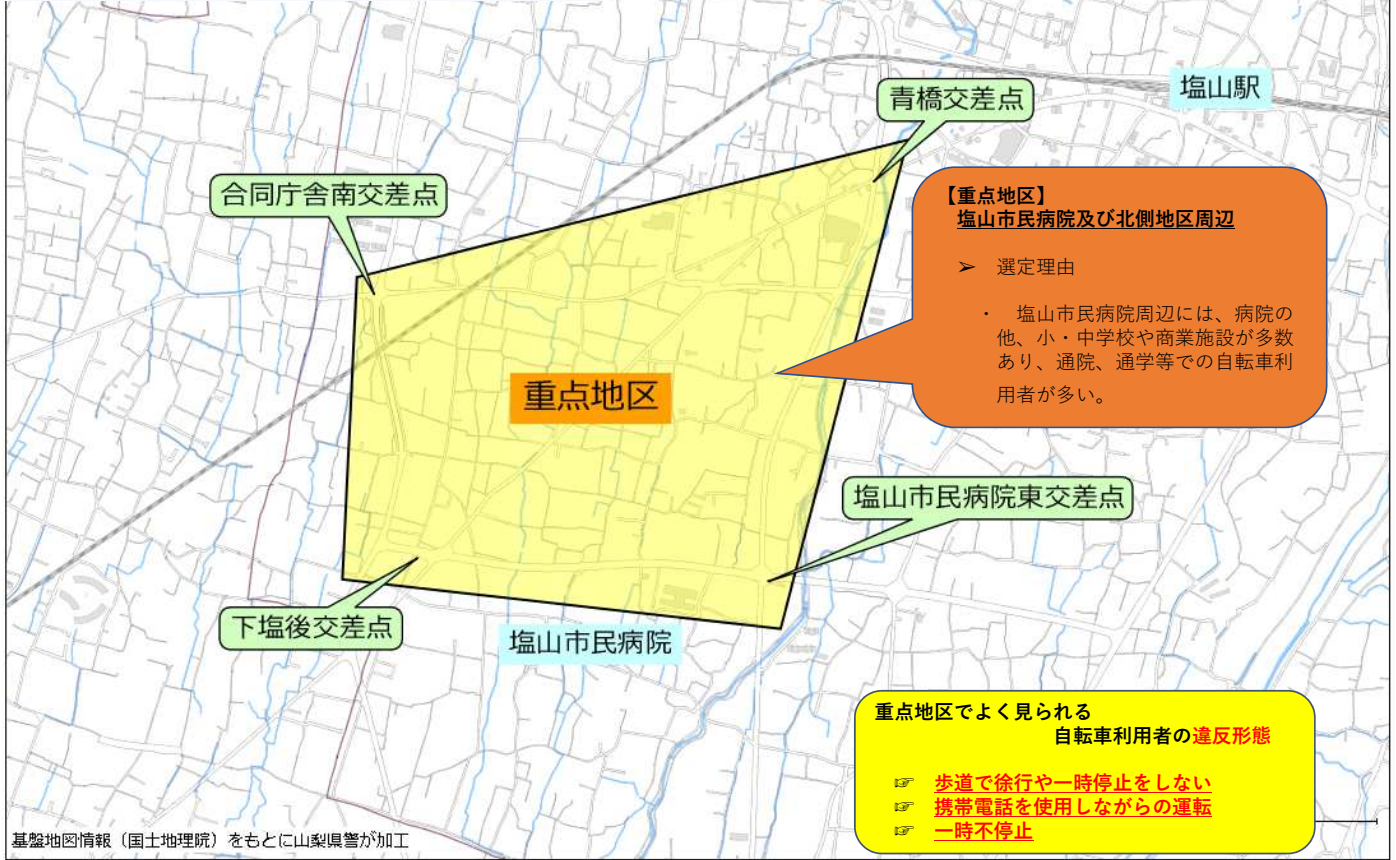 塩山駅
青橋交差点
合同庁舎南交差点
【重点地区】
塩山市民病院及び北側地区周辺
➢ 選定理由
・ 塩山市民病院周辺には、病院の
他、小・中学校や商業施設が多数
あり、通院、通学等での自転車利
用者が多い。
重点地区
塩山市民病院東交差点
下塩後交差点
塩山市民病院
重点地区でよく見られる
自転車利用者の違反形態
☞ 歩道で徐行や一時停止をしない
☞ 携帯電話を使用しながらの運転
☞ 一時不停止
基盤地図情報（国土地理院）をもとに山梨県警が加工